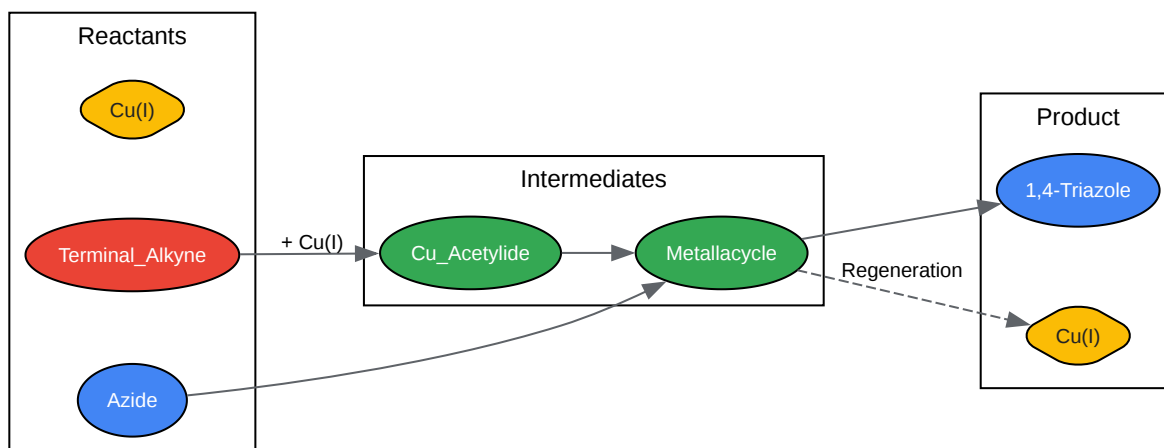 Reactants
Cu(I)
Terminal_Alkyne
Azide
+ Cu(I)
Intermediates
Cu_Acetylide
Metallacycle
Regeneration
Product
1,4-Triazole
Cu(I)